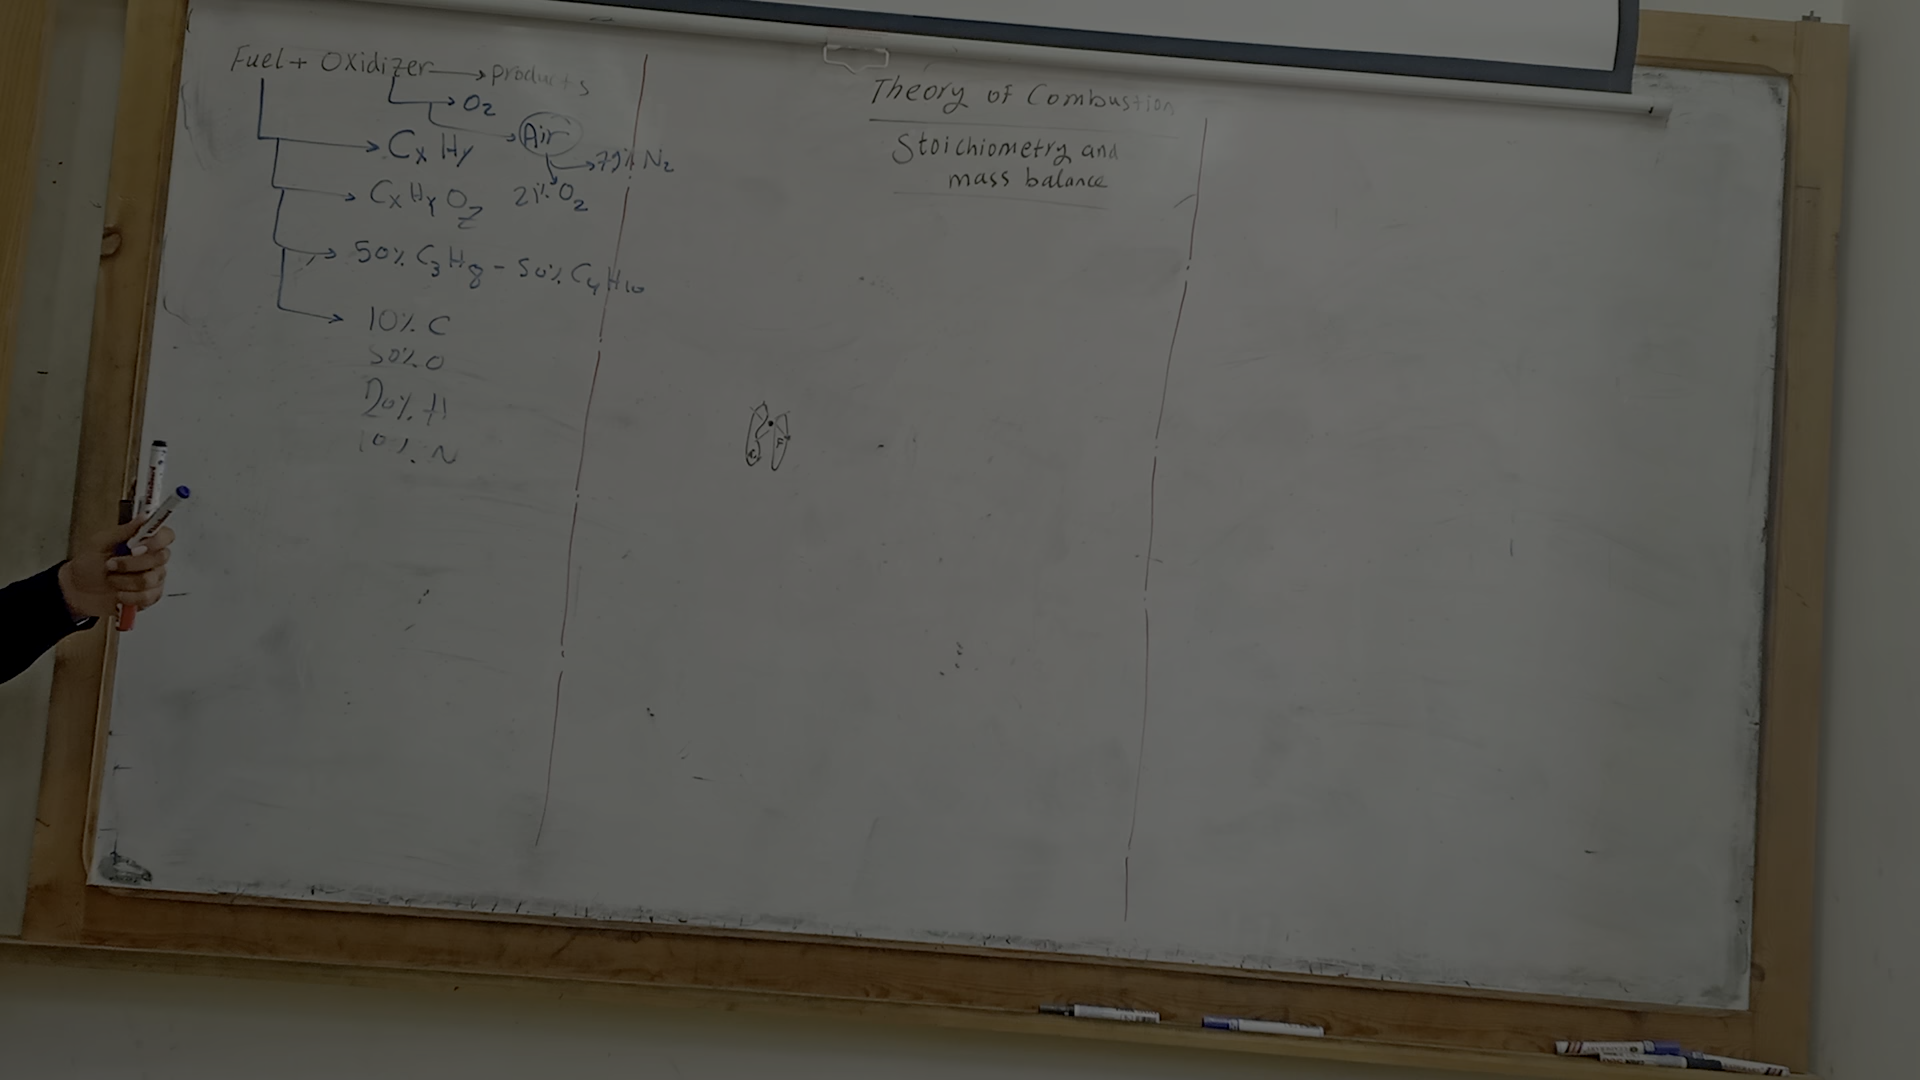 Fuel + Oxidizer → products
→ O2
→ Air
→ CxHy
→ 79% N2
21% O2
→ CxHyOz
→ 50% C3H8 - 50% C4H10
→ 10% C
50% O
20% H
10% N
Theory of Combustion
Stoichiometry and
mass balance